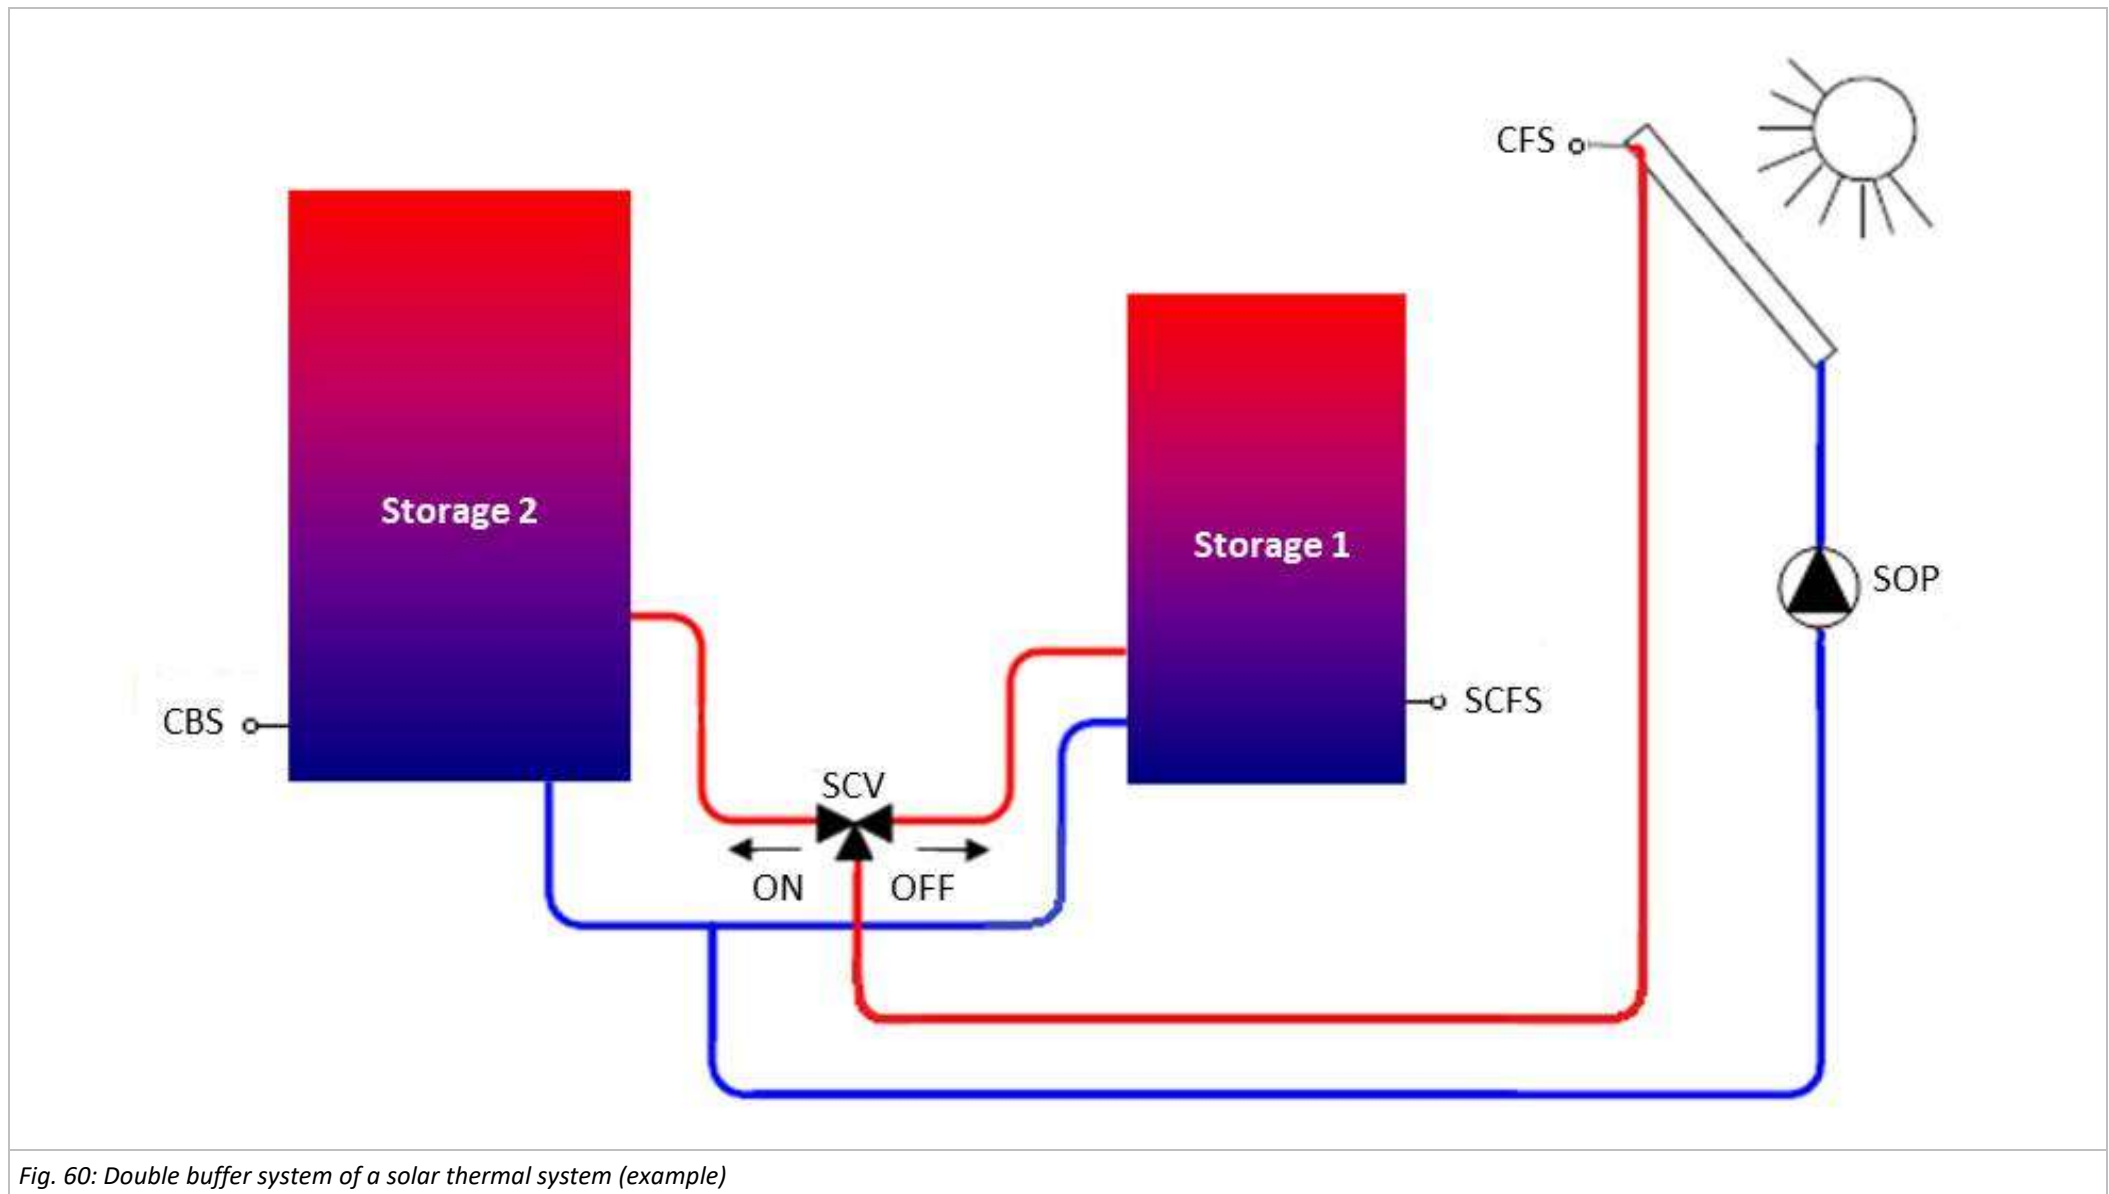 CFS
Storage 2
Storage 1
SOP
SCFS
CBS
SCV
ON
OFF
Fig. 60: Double buffer system of a solar thermal system (example)